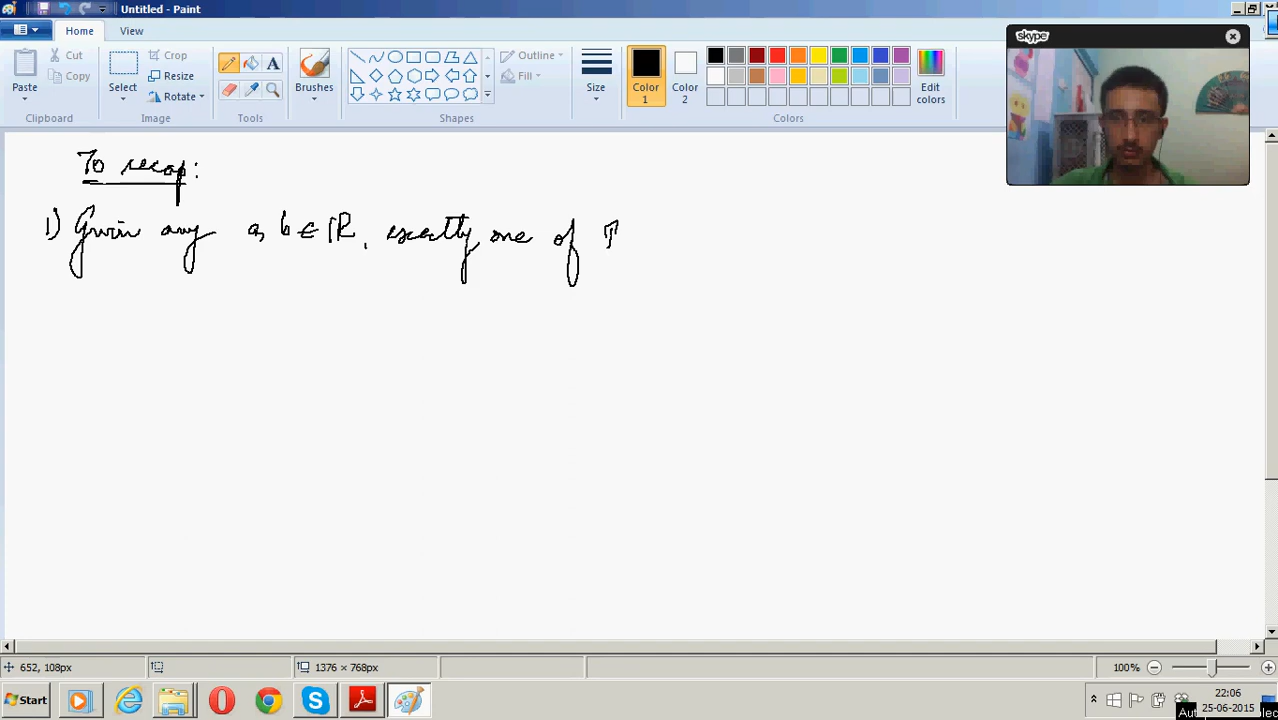 Untitled - Paint
skype
Home View
Cut
Copy
Paste
Clipboard
Crop
Resize
Rotate
Select
Image
A
Tools
Brushes
Outline
Fill
Shapes
Size
Color 1
Color 2
Edit colors
Colors
To recap:
1) Given any a, b ∈ ℝ, exactly one of
652, 108px
1376 × 768px
100%
Start
22:06
25-06-2015